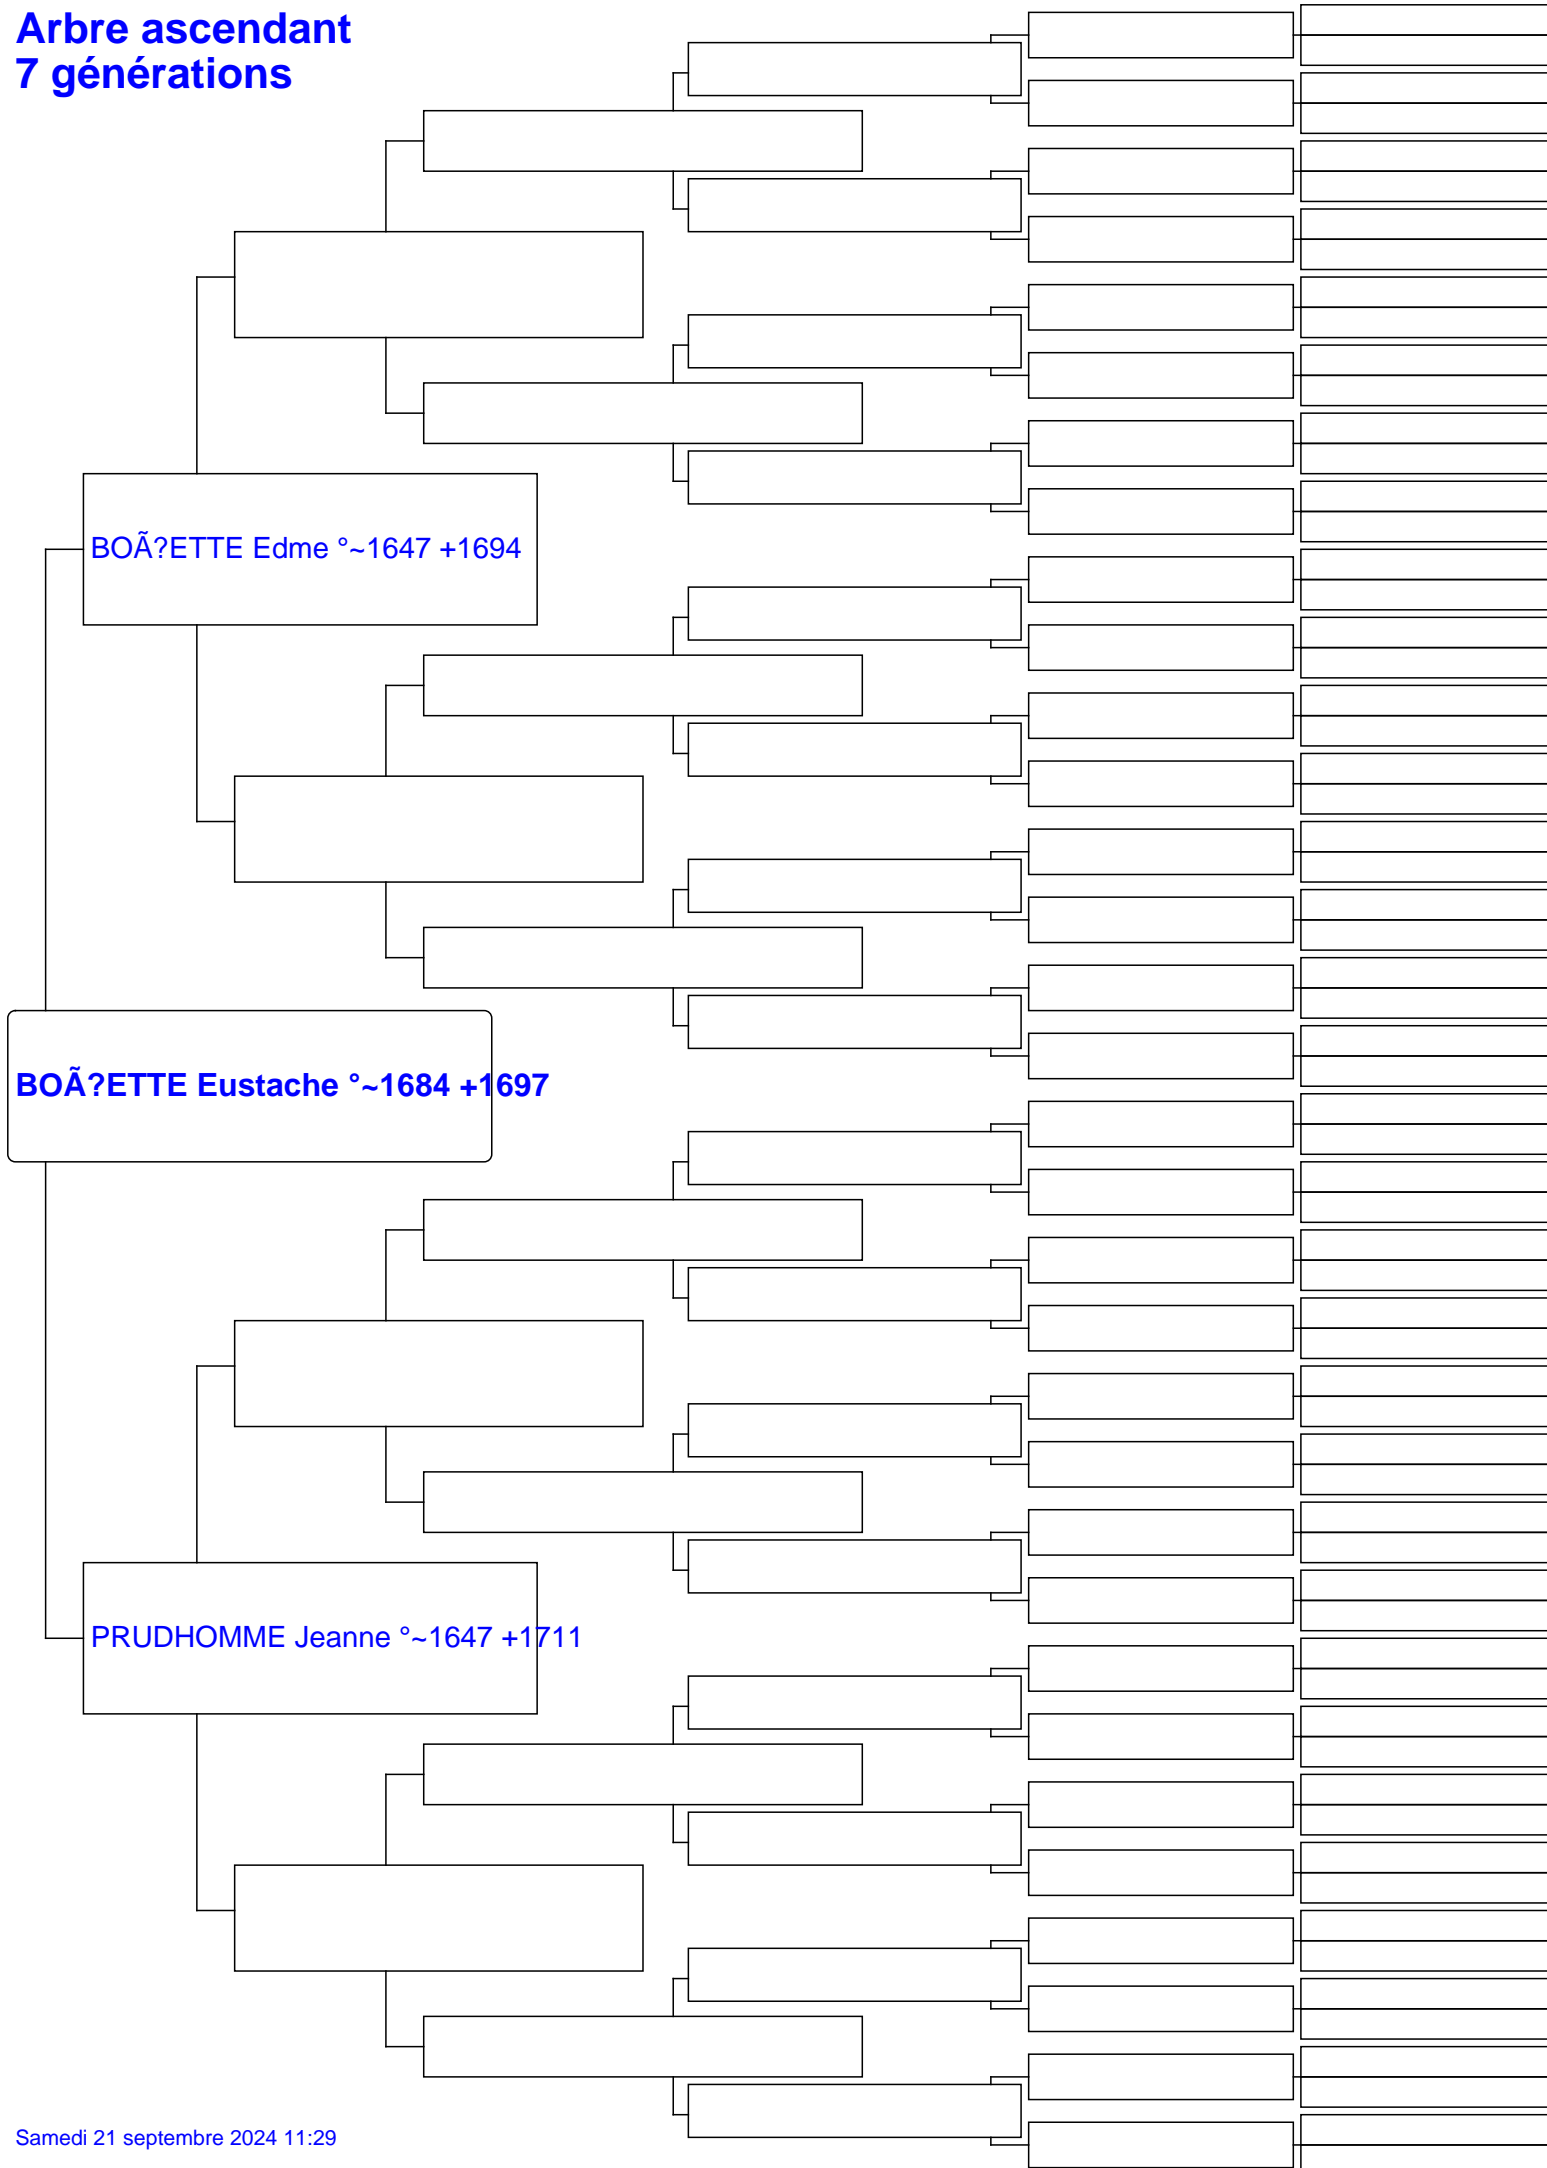 Arbre ascendant
7 générations
BOÃ?ETTE Edme °~1647 +1694
BOÃ?ETTE Eustache °~1684 +1697
PRUDHOMME Jeanne °~1647 +1711
Samedi 21 septembre 2024 11:29